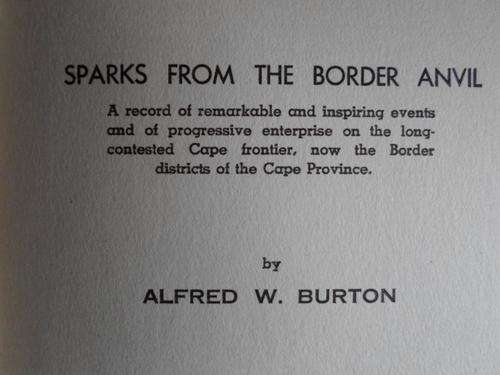 SPARKS FROM THE BORDER ANVIL
A record of remarkable and inspiring events
and of progressive enterprise on the long-
contested Cape frontier, now the Border
districts of the Cape Province.
by
ALFRED W. BURTON